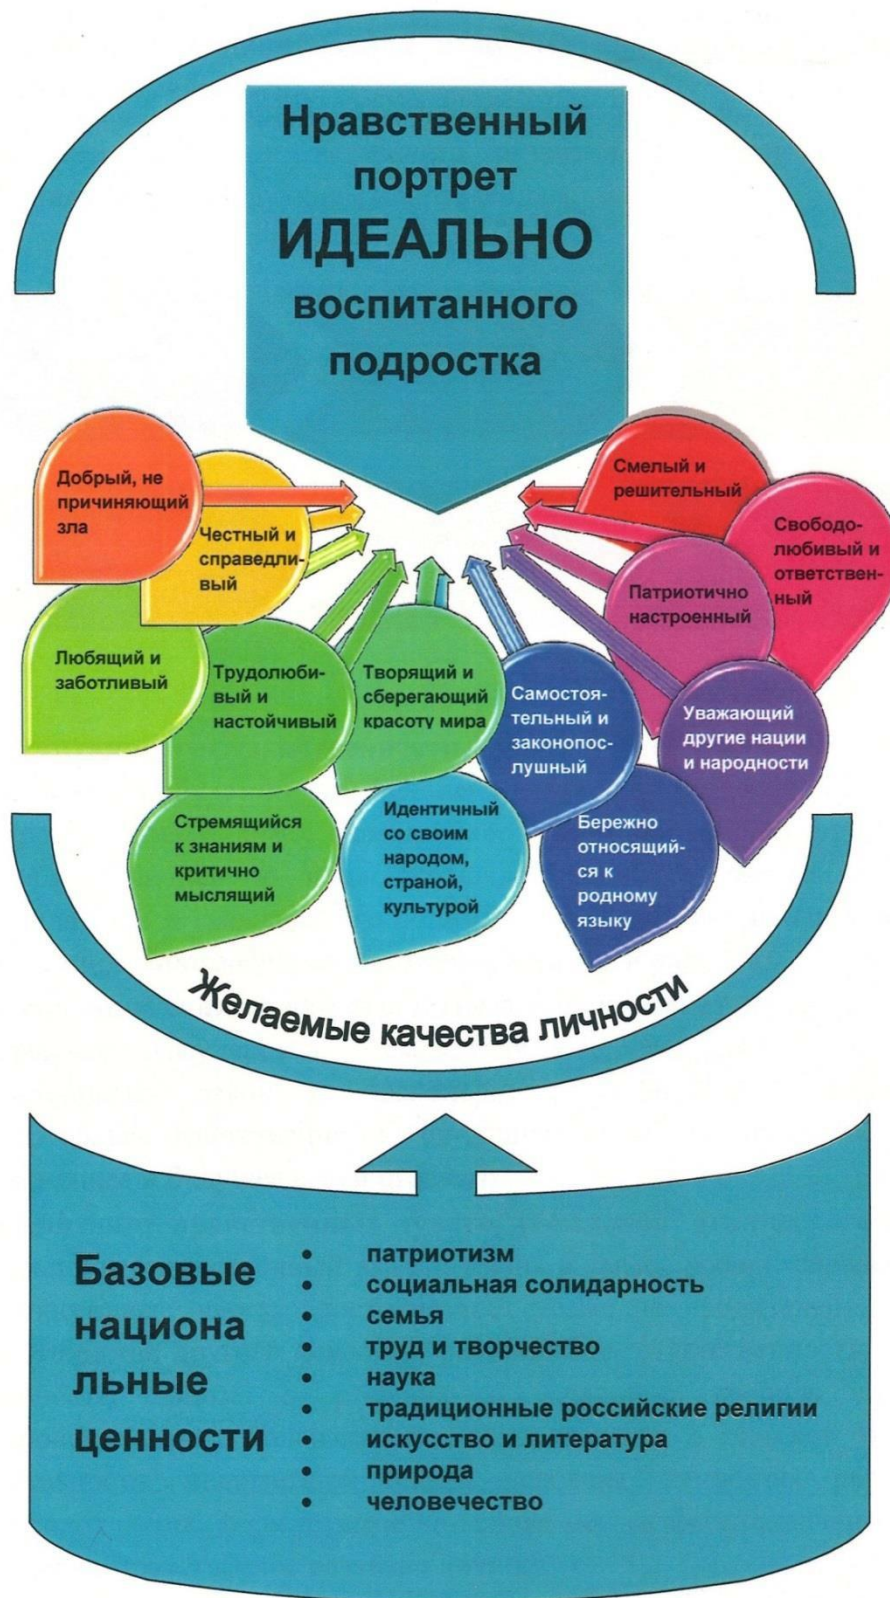 Нравственный
портрет
ИДЕАЛЬНО
воспитанного
подростка
Добрый, не
причиняющий
зла
Честный и
справедли-
вый
Любящий и
заботливый
Трудолюби-
вый и
настойчивый
Творящий и
сберегающий
красоту мира
Смелый и
решительный
Свободо-
любивый и
ответствен-
ный
Патриотично
настроенный
Самостоя-
тельный и
законопос-
лушный
Уважающий
другие нации
и народности
Стремящийся
к знаниям и
критично
мыслящий
Идентичный
со своим
народом,
страной,
культурой
Бережно
относящий-
ся к
родному
языку
Желаемые качества личности
Базовые
национа
льные
ценности
• патриотизм
• социальная солидарность
• семья
• труд и творчество
• наука
• традиционные российские религии
• искусство и литература
• природа
• человечество